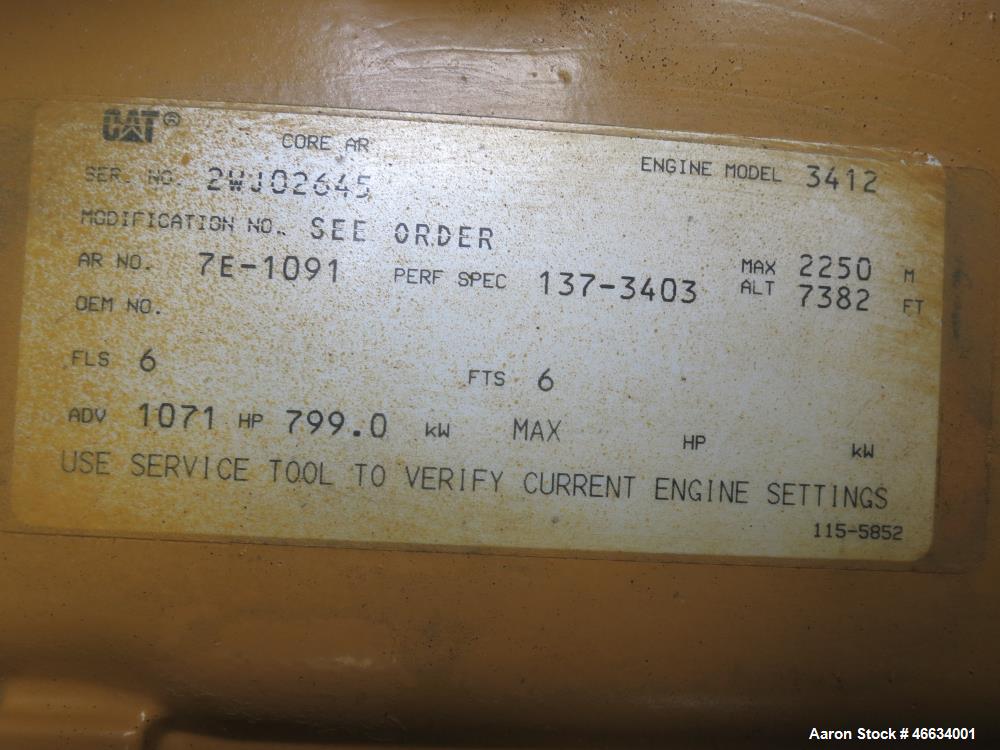 CAT®
CORE AR
ENGINE MODEL 3412
SER. NO. 2WJ02645
MODIFICATION NO. SEE ORDER
AR NO. 7E-1091 PERF SPEC 137-3403 MAX ALT 2250 M 7382 FT
OEM NO.
FLS 6 FTS 6
ADV 1071 HP 799.0 kW MAX HP kW
USE SERVICE TOOL TO VERIFY CURRENT ENGINE SETTINGS
115-5852
Aaron Stock # 46634001